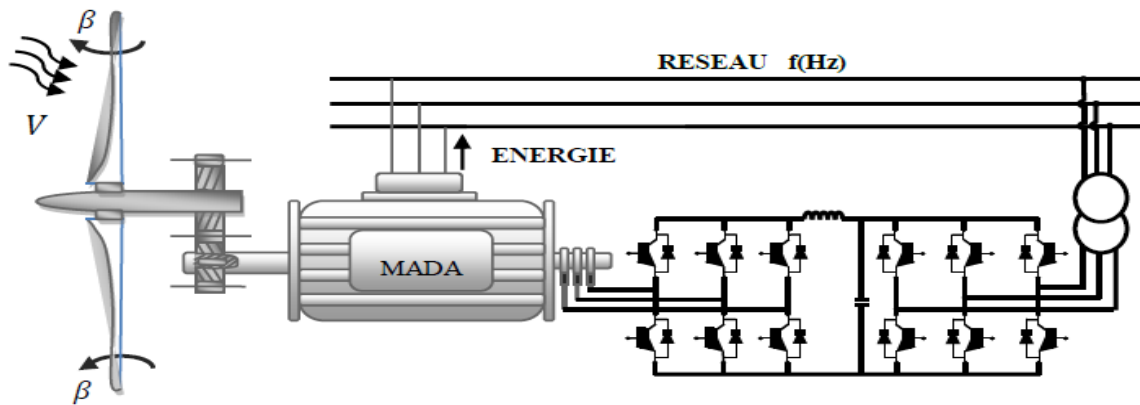 β
RESEAU f(Hz)
V
ENERGIE
MADA
β